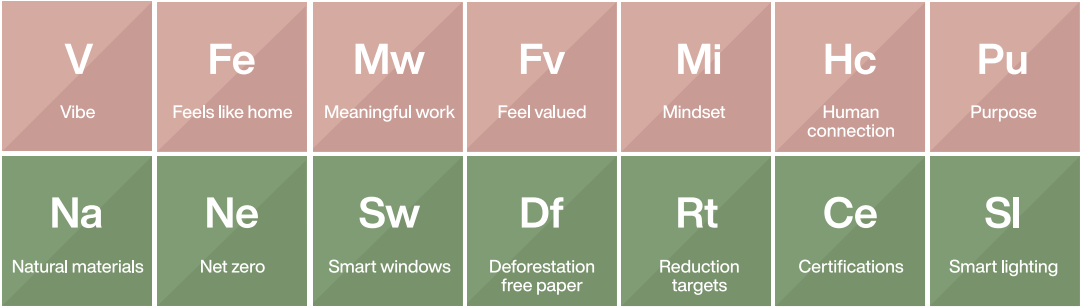 V
Vibe
Fe
Feels like home
Mw
Meaningful work
Fv
Feel valued
Mi
Mindset
Hc
Human
connection
Pu
Purpose
Na
Natural materials
Ne
Net zero
Sw
Smart windows
Df
Deforestation
free paper
Rt
Reduction
targets
Ce
Certifications
Sl
Smart lighting